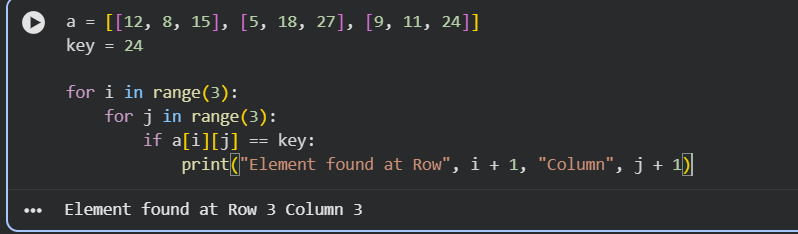 a = [[12, 8, 15], [5, 18, 27], [9, 11, 24]]
key = 24

for i in range(3):
    for j in range(3):
        if a[i][j] == key:
            print("Element found at Row", i + 1, "Column", j + 1)
Element found at Row 3 Column 3